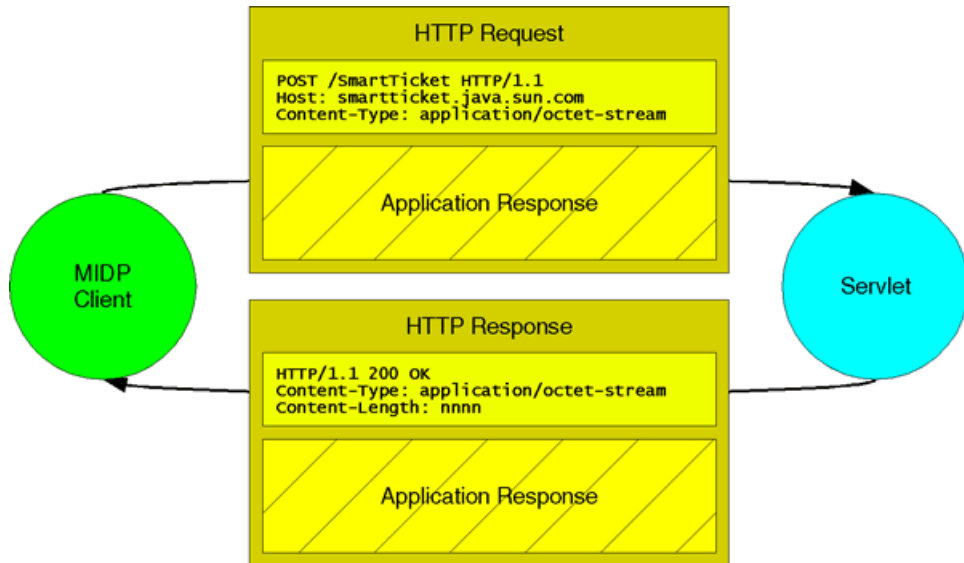 HTTP Request
POST /SmartTicket HTTP/1.1
Host: smartticket.java.sun.com
Content-Type: application/octet-stream
Application Response
MIDP
Client
Servlet
HTTP Response
HTTP/1.1 200 OK
Content-Type: application/octet-stream
Content-Length: nnnn
Application Response